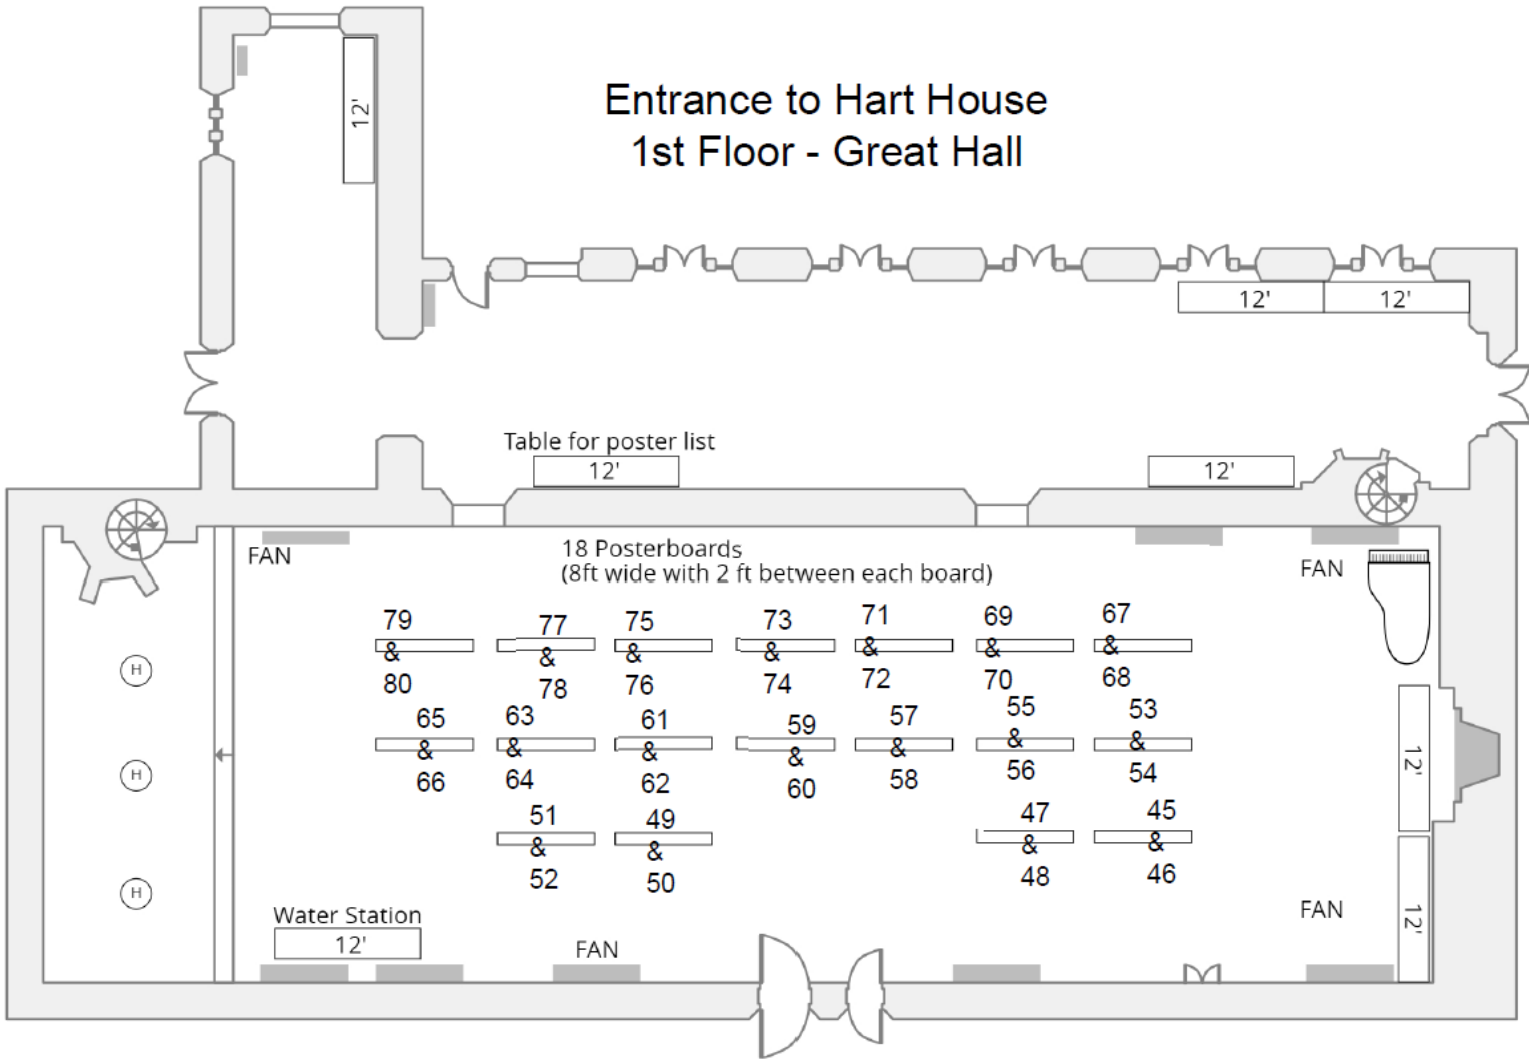 Entrance to Hart House
1st Floor - Great Hall
12'
12' 12'
Table for poster list
12' 12'
FAN
18 Posterboards
(8ft wide with 2 ft between each board)
FAN
79 77 75 73 71 69 67
& & & & & & &
80 78 76 74 72 70 68
H
65 63 61 59 57 55 53
& & & & & & &
66 64 62 60 58 56 54
H
12'
51 49 47 45
& & & &
52 50 48 46
H
Water Station
12'
FAN
FAN
12'